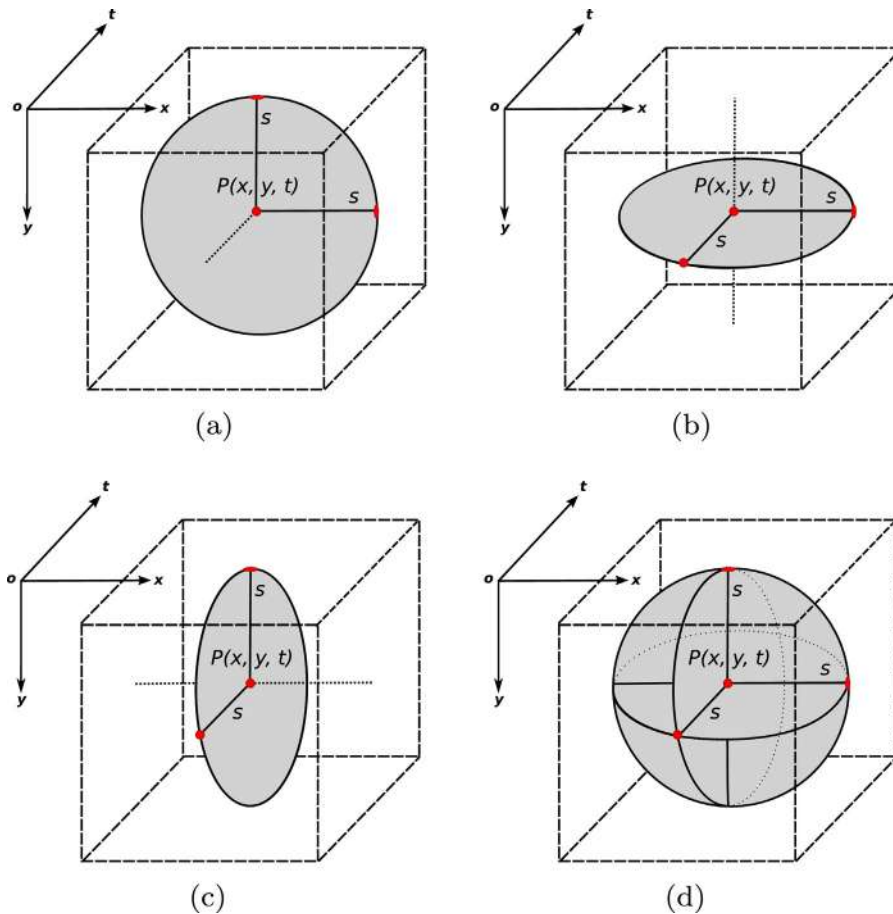 t
o
x
y
s
P(x, y, t)
s
(a)
t
o
x
y
P(x, y, t)
s
s
(b)
t
o
x
y
s
P(x, y, t)
s
(c)
t
o
x
y
s
P(x, y, t)
s
s
(d)